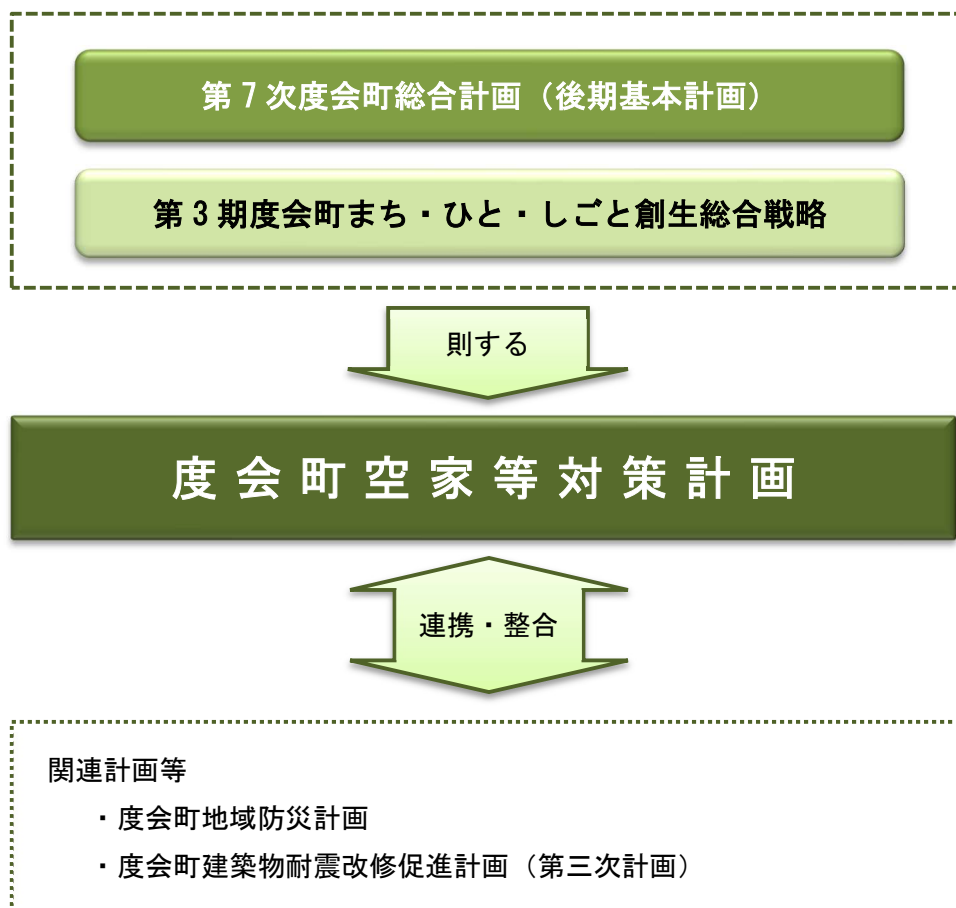 第７次度会町総合計画（後期基本計画）
第３期度会町まち・ひと・しごと創生総合戦略
則する
度会町空家等対策計画
連携・整合
関連計画等
・度会町地域防災計画
・度会町建築物耐震改修促進計画（第三次計画）